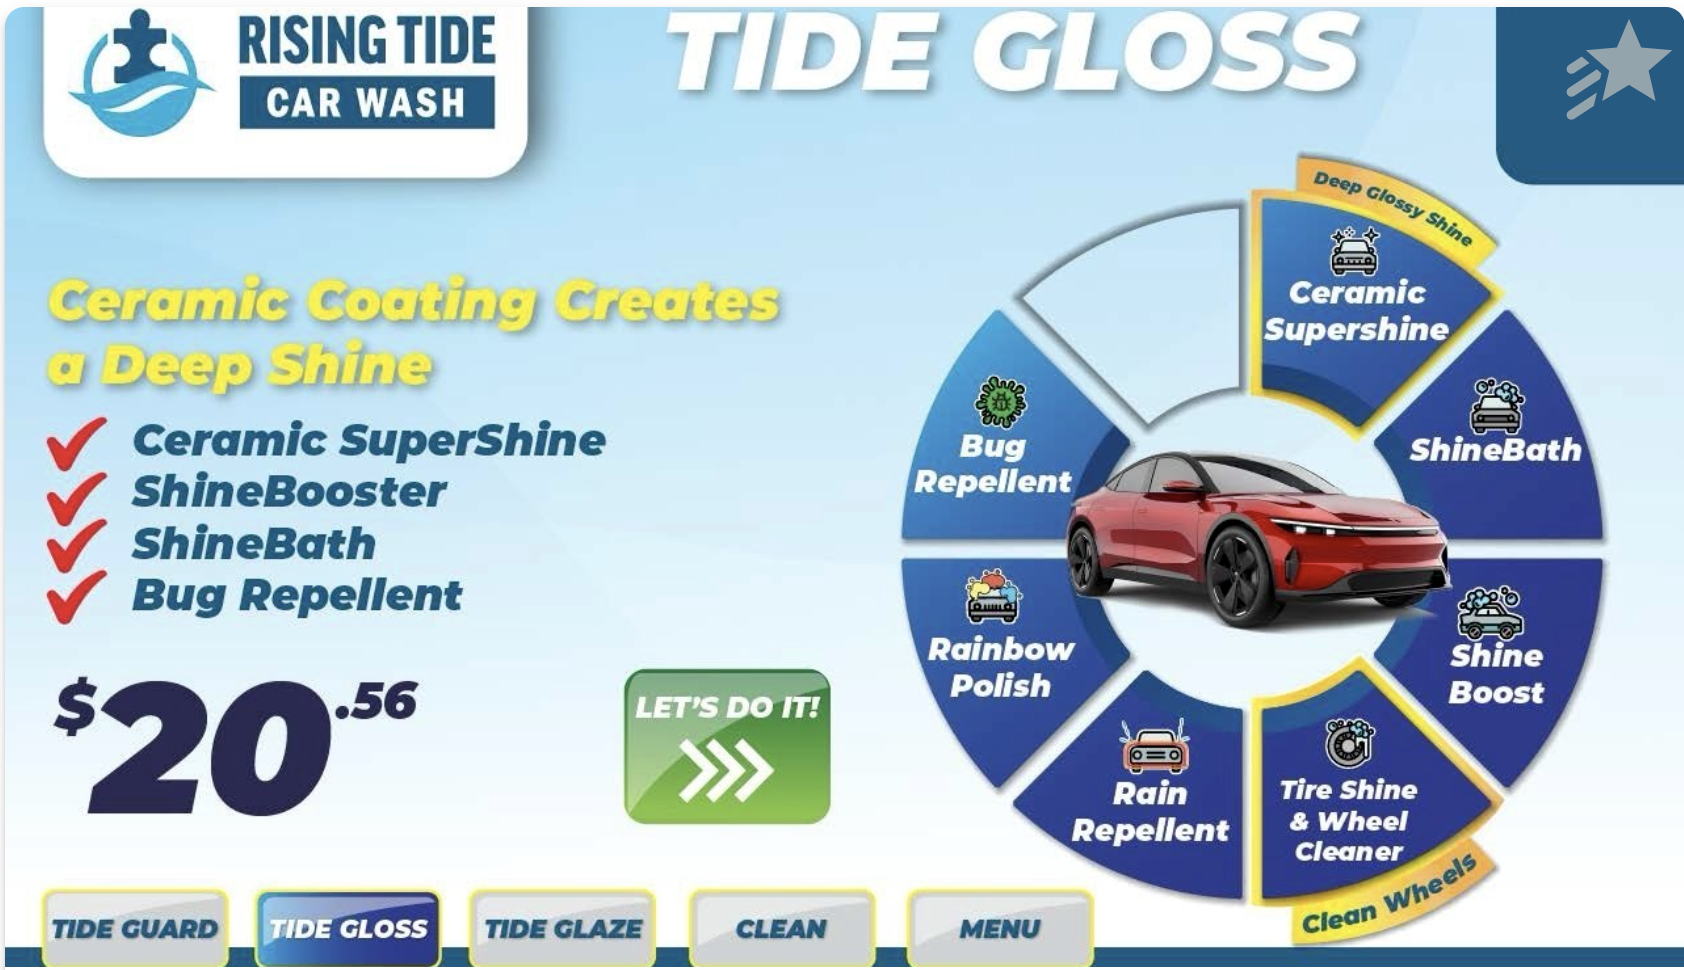 RISING TIDE
CAR WASH
TIDE GLOSS
Ceramic Coating Creates
a Deep Shine
Ceramic SuperShine
ShineBooster
ShineBath
Bug Repellent
$20.56
LET'S DO IT!
Deep Glossy Shine
Ceramic
Supershine
ShineBath
Shine
Boost
Tire Shine
& Wheel
Cleaner
Clean Wheels
Rain
Repellent
Rainbow
Polish
Bug
Repellent
TIDE GUARD
TIDE GLOSS
TIDE GLAZE
CLEAN
MENU